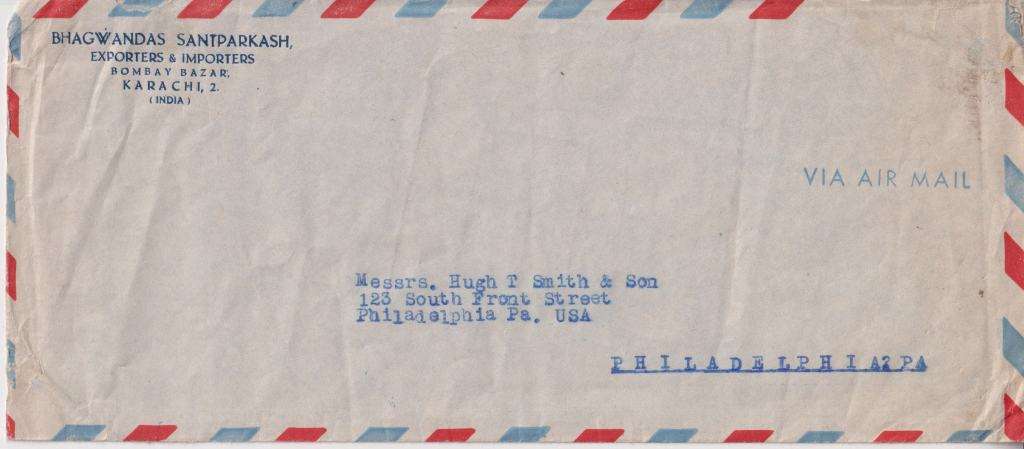 BHAGWANDAS SANTPARKASH,
EXPORTERS & IMPORTERS
BOMBAY BAZAR,
KARACHI, 2.
(INDIA)
VIA AIR MAIL
Messrs. Hugh T Smith & Son
123 South Front Street
Philadelphia Pa. USA
PHILADELPHIA? PA